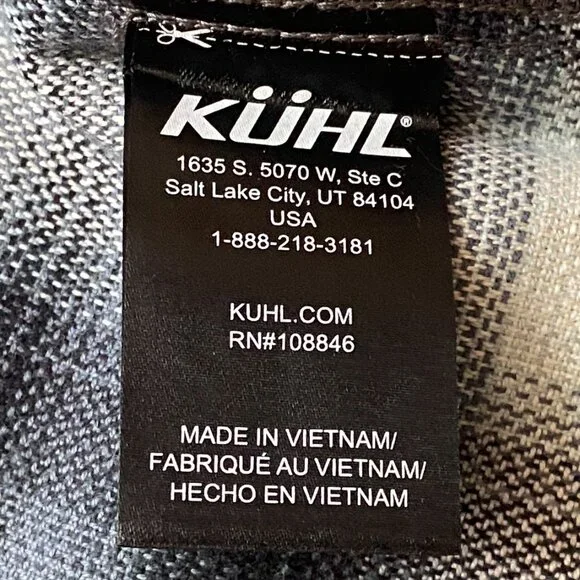 KÜHL®
1635 S. 5070 W, Ste C
Salt Lake City, UT 84104
USA
1-888-218-3181
KUHL.COM
RN#108846
MADE IN VIETNAM/
FABRIQUÉ AU VIETNAM/
HECHO EN VIETNAM